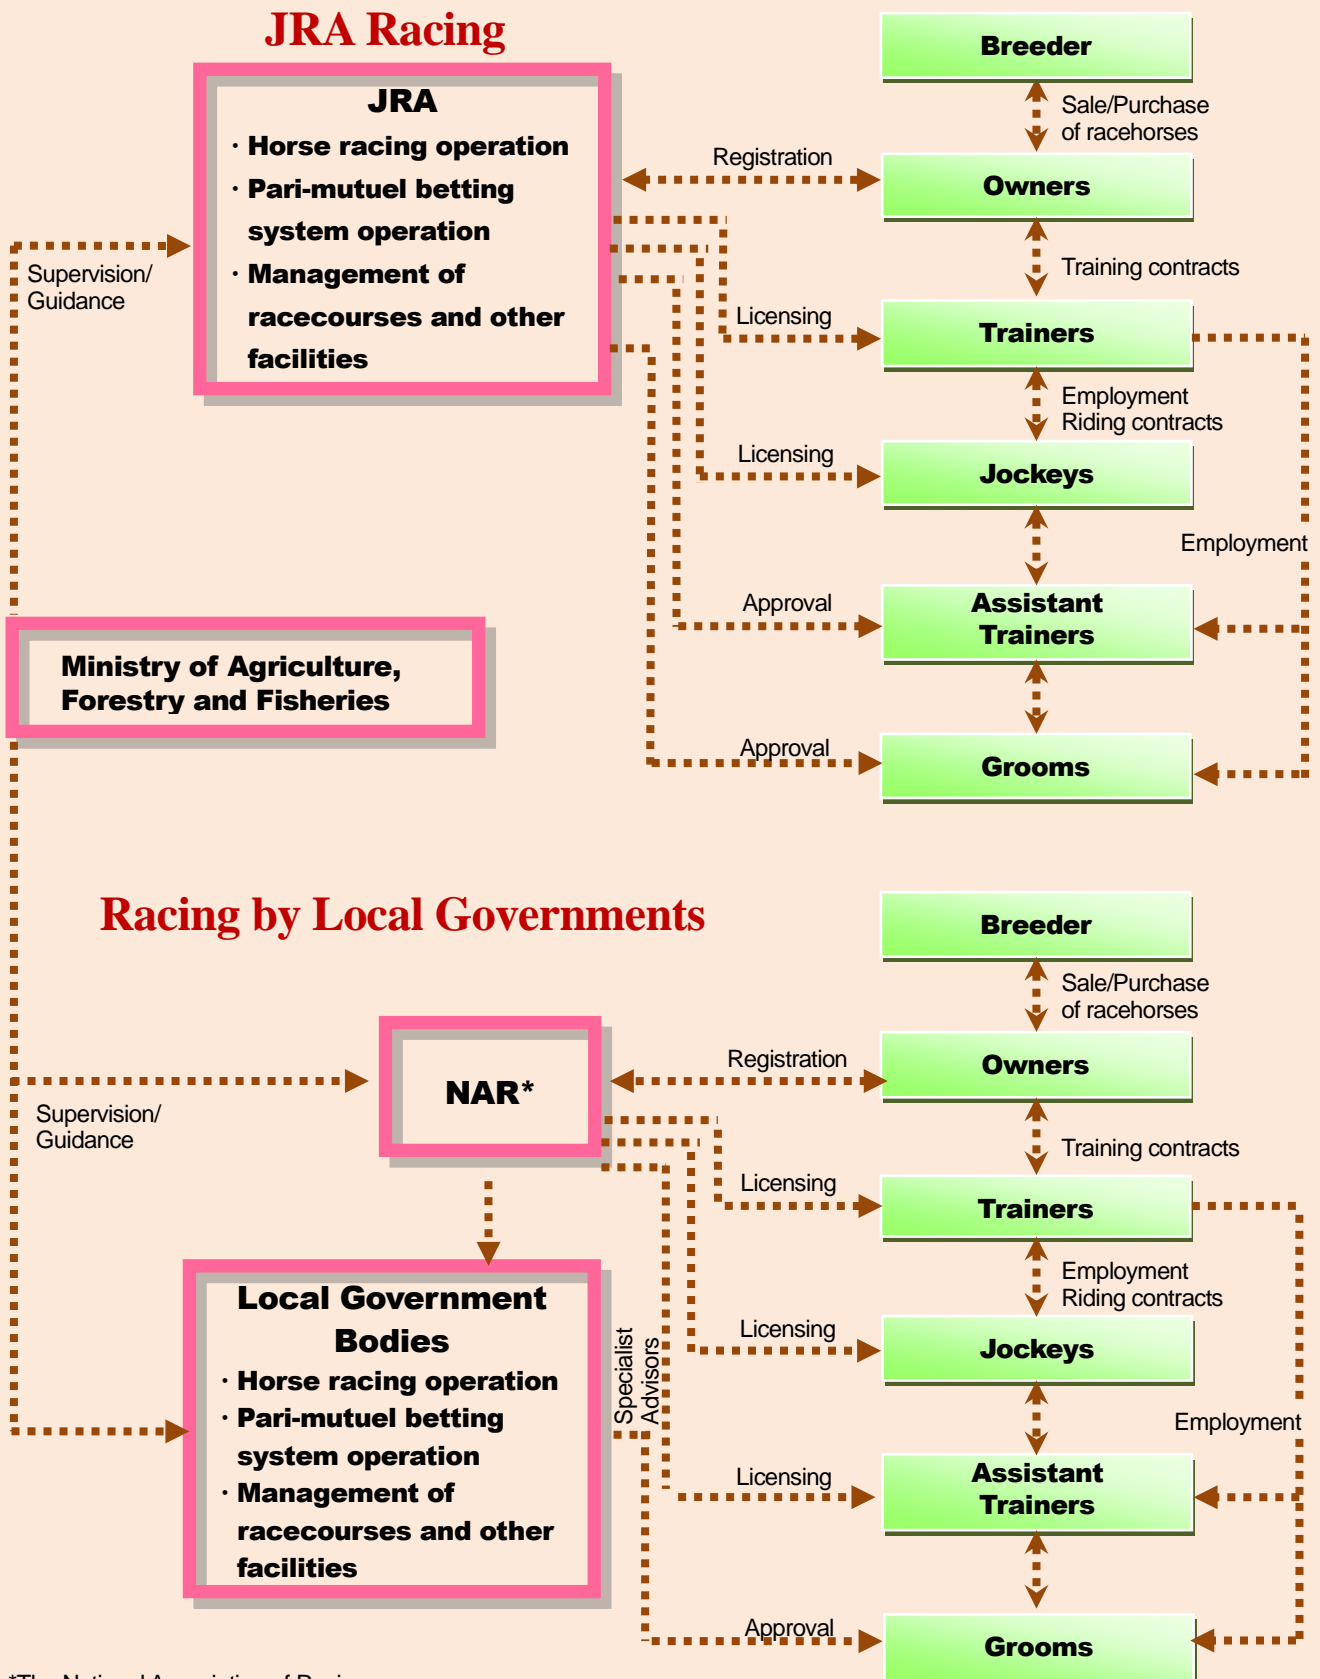 JRA Racing
JRA
· Horse racing operation
· Pari-mutuel betting
system operation
· Management of
racecourses and other
facilities
Supervision/
Guidance
Registration
Licensing
Licensing
Approval
Approval
Breeder
Sale/Purchase
of racehorses
Owners
Training contracts
Trainers
Employment
Riding contracts
Jockeys
Employment
Assistant
Trainers
Grooms
Ministry of Agriculture,
Forestry and Fisheries
Racing by Local Governments
NAR*
Supervision/
Guidance
Local Government
Bodies
· Horse racing operation
· Pari-mutuel betting
system operation
· Management of
racecourses and other
facilities
Specialist
Advisors
Registration
Licensing
Licensing
Licensing
Approval
Breeder
Sale/Purchase
of racehorses
Owners
Training contracts
Trainers
Employment
Riding contracts
Jockeys
Employment
Assistant
Trainers
Grooms
*The National Association of Racing